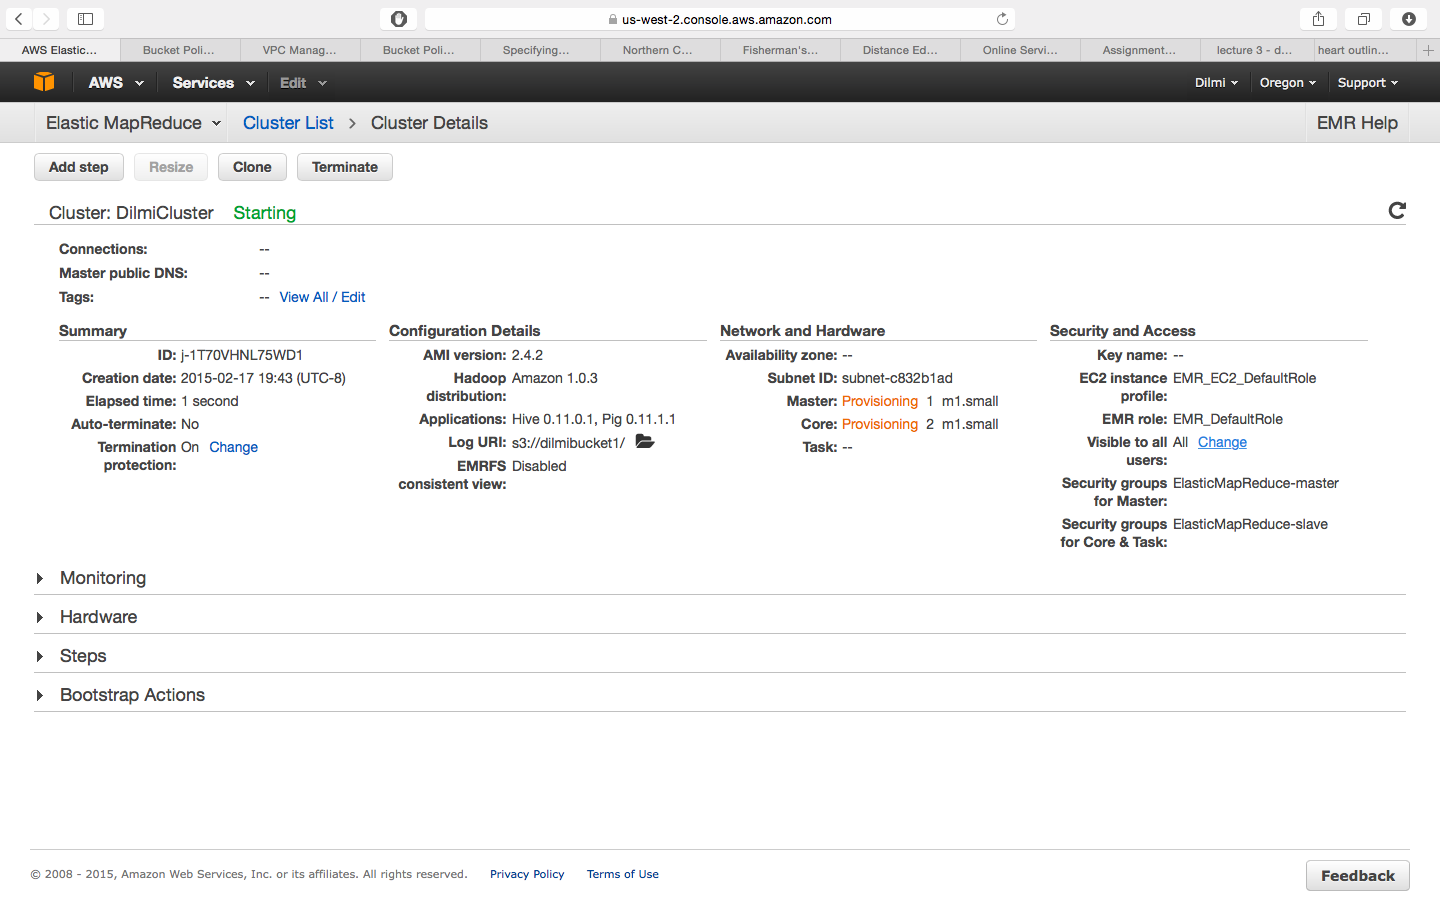 us-west-2.console.aws.amazon.com
AWS Elastic... Bucket Poli... VPC Manag... Bucket Poli... Specifying... Northern C... Fisherman's... Distance Ed... Online Servi... Assignment... lecture 3 - d... heart outlin...
AWS Services Edit Dilmi Oregon Support
Elastic MapReduce Cluster List > Cluster Details EMR Help
Add step Resize Clone Terminate
Cluster: DilmiCluster Starting
Connections: --
Master public DNS: --
Tags: -- View All / Edit
Summary
ID: j-1T70VHNL75WD1
Creation date: 2015-02-17 19:43 (UTC-8)
Elapsed time: 1 second
Auto-terminate: No
Termination On Change
protection:
Configuration Details
AMI version: 2.4.2
Hadoop Amazon 1.0.3
distribution:
Applications: Hive 0.11.0.1, Pig 0.11.1.1
Log URI: s3://dilmibucket1/
EMRFS Disabled
consistent view:
Network and Hardware
Availability zone: --
Subnet ID: subnet-c832b1ad
Master: Provisioning 1 m1.small
Core: Provisioning 2 m1.small
Task: --
Security and Access
Key name: --
EC2 instance EMR_EC2_DefaultRole
profile:
EMR role: EMR_DefaultRole
Visible to all All Change
users:
Security groups ElasticMapReduce-master
for Master:
Security groups ElasticMapReduce-slave
for Core & Task:
Monitoring
Hardware
Steps
Bootstrap Actions
© 2008 - 2015, Amazon Web Services, Inc. or its affiliates. All rights reserved. Privacy Policy Terms of Use
Feedback